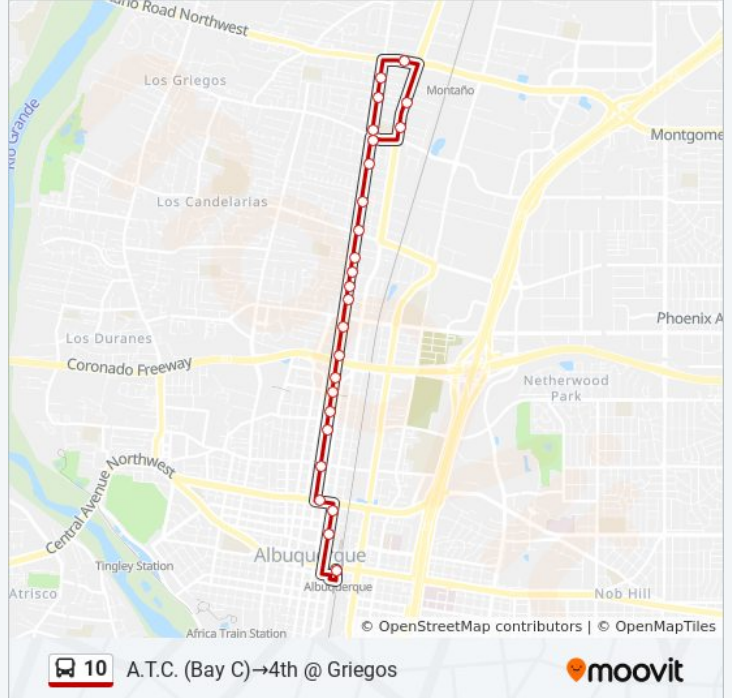 ño Road Northwest
Los Griegos
Montaño
Rio Grande
Montgome
Los Candelarias
Los Duranes
Phoenix A
Coronado Freeway
Netherwood
Park
Central Avenue Northwest
Albuquerque
Tingley Station
Albuquerque
Atrisco
Nob Hill
Africa Train Station
© OpenStreetMap contributors | © OpenMapTiles
10 A.T.C. (Bay C)→4th @ Griegos
moovit